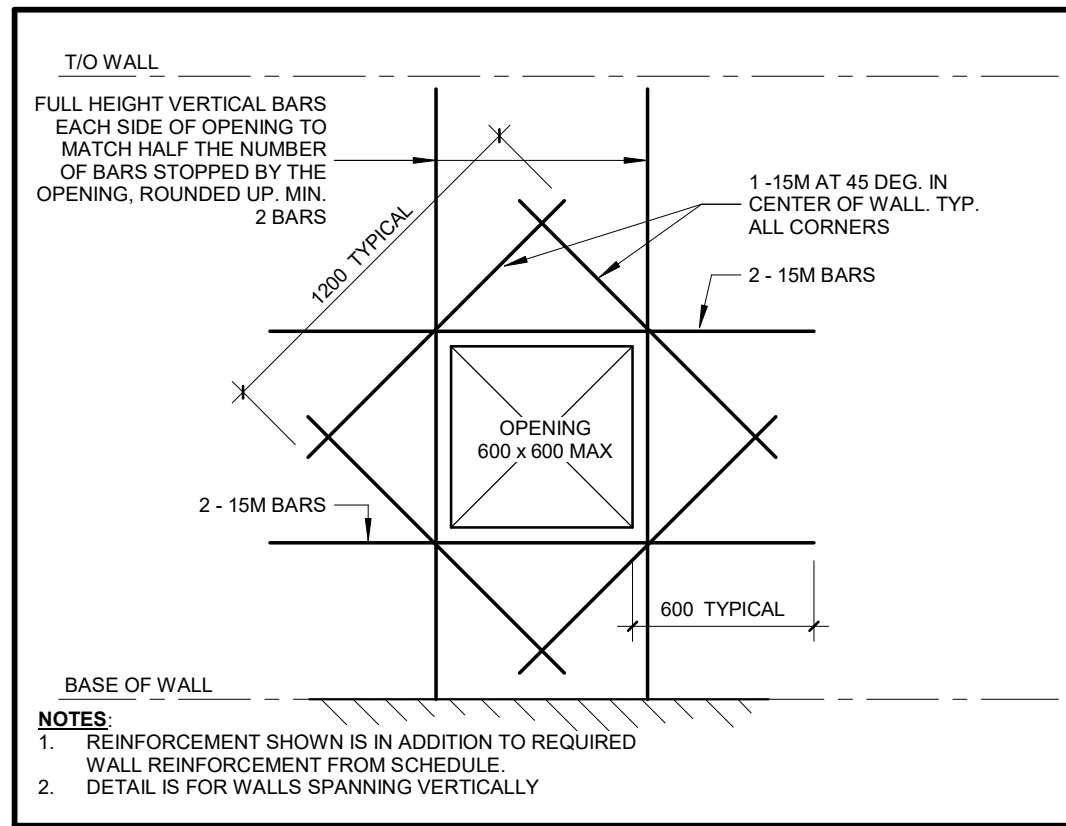 T/O WALL
FULL HEIGHT VERTICAL BARS
EACH SIDE OF OPENING TO
MATCH HALF THE NUMBER
OF BARS STOPPED BY THE
OPENING, ROUNDED UP. MIN.
2 BARS
1200 TYPICAL
1 -15M AT 45 DEG. IN
CENTER OF WALL. TYP.
ALL CORNERS
2 - 15M BARS
OPENING
600 x 600 MAX
2 - 15M BARS
600 TYPICAL
BASE OF WALL
NOTES:
1. REINFORCEMENT SHOWN IS IN ADDITION TO REQUIRED
WALL REINFORCEMENT FROM SCHEDULE.
2. DETAIL IS FOR WALLS SPANNING VERTICALLY